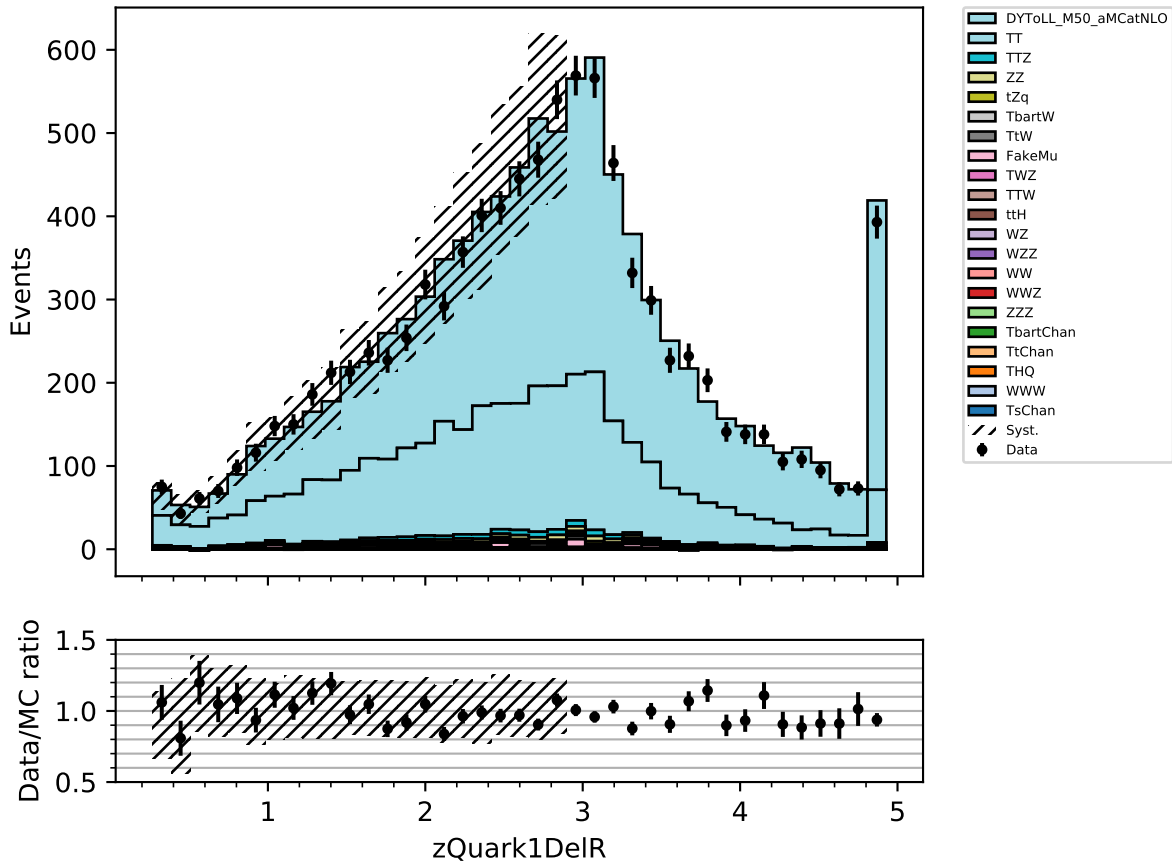 600
500
400
300
200
100
0
Events
DYToLL_M50_aMCatNLO
TT
TTZ
ZZ
tZq
TbartW
TtW
FakeMu
TWZ
TTW
ttH
WZ
WZZ
WW
WWZ
ZZZ
TbartChan
TtChan
THQ
WWW
TsChan
Syst.
Data
1.5
1.0
0.5
Data/MC ratio
1 2 3 4 5
zQuark1DelR